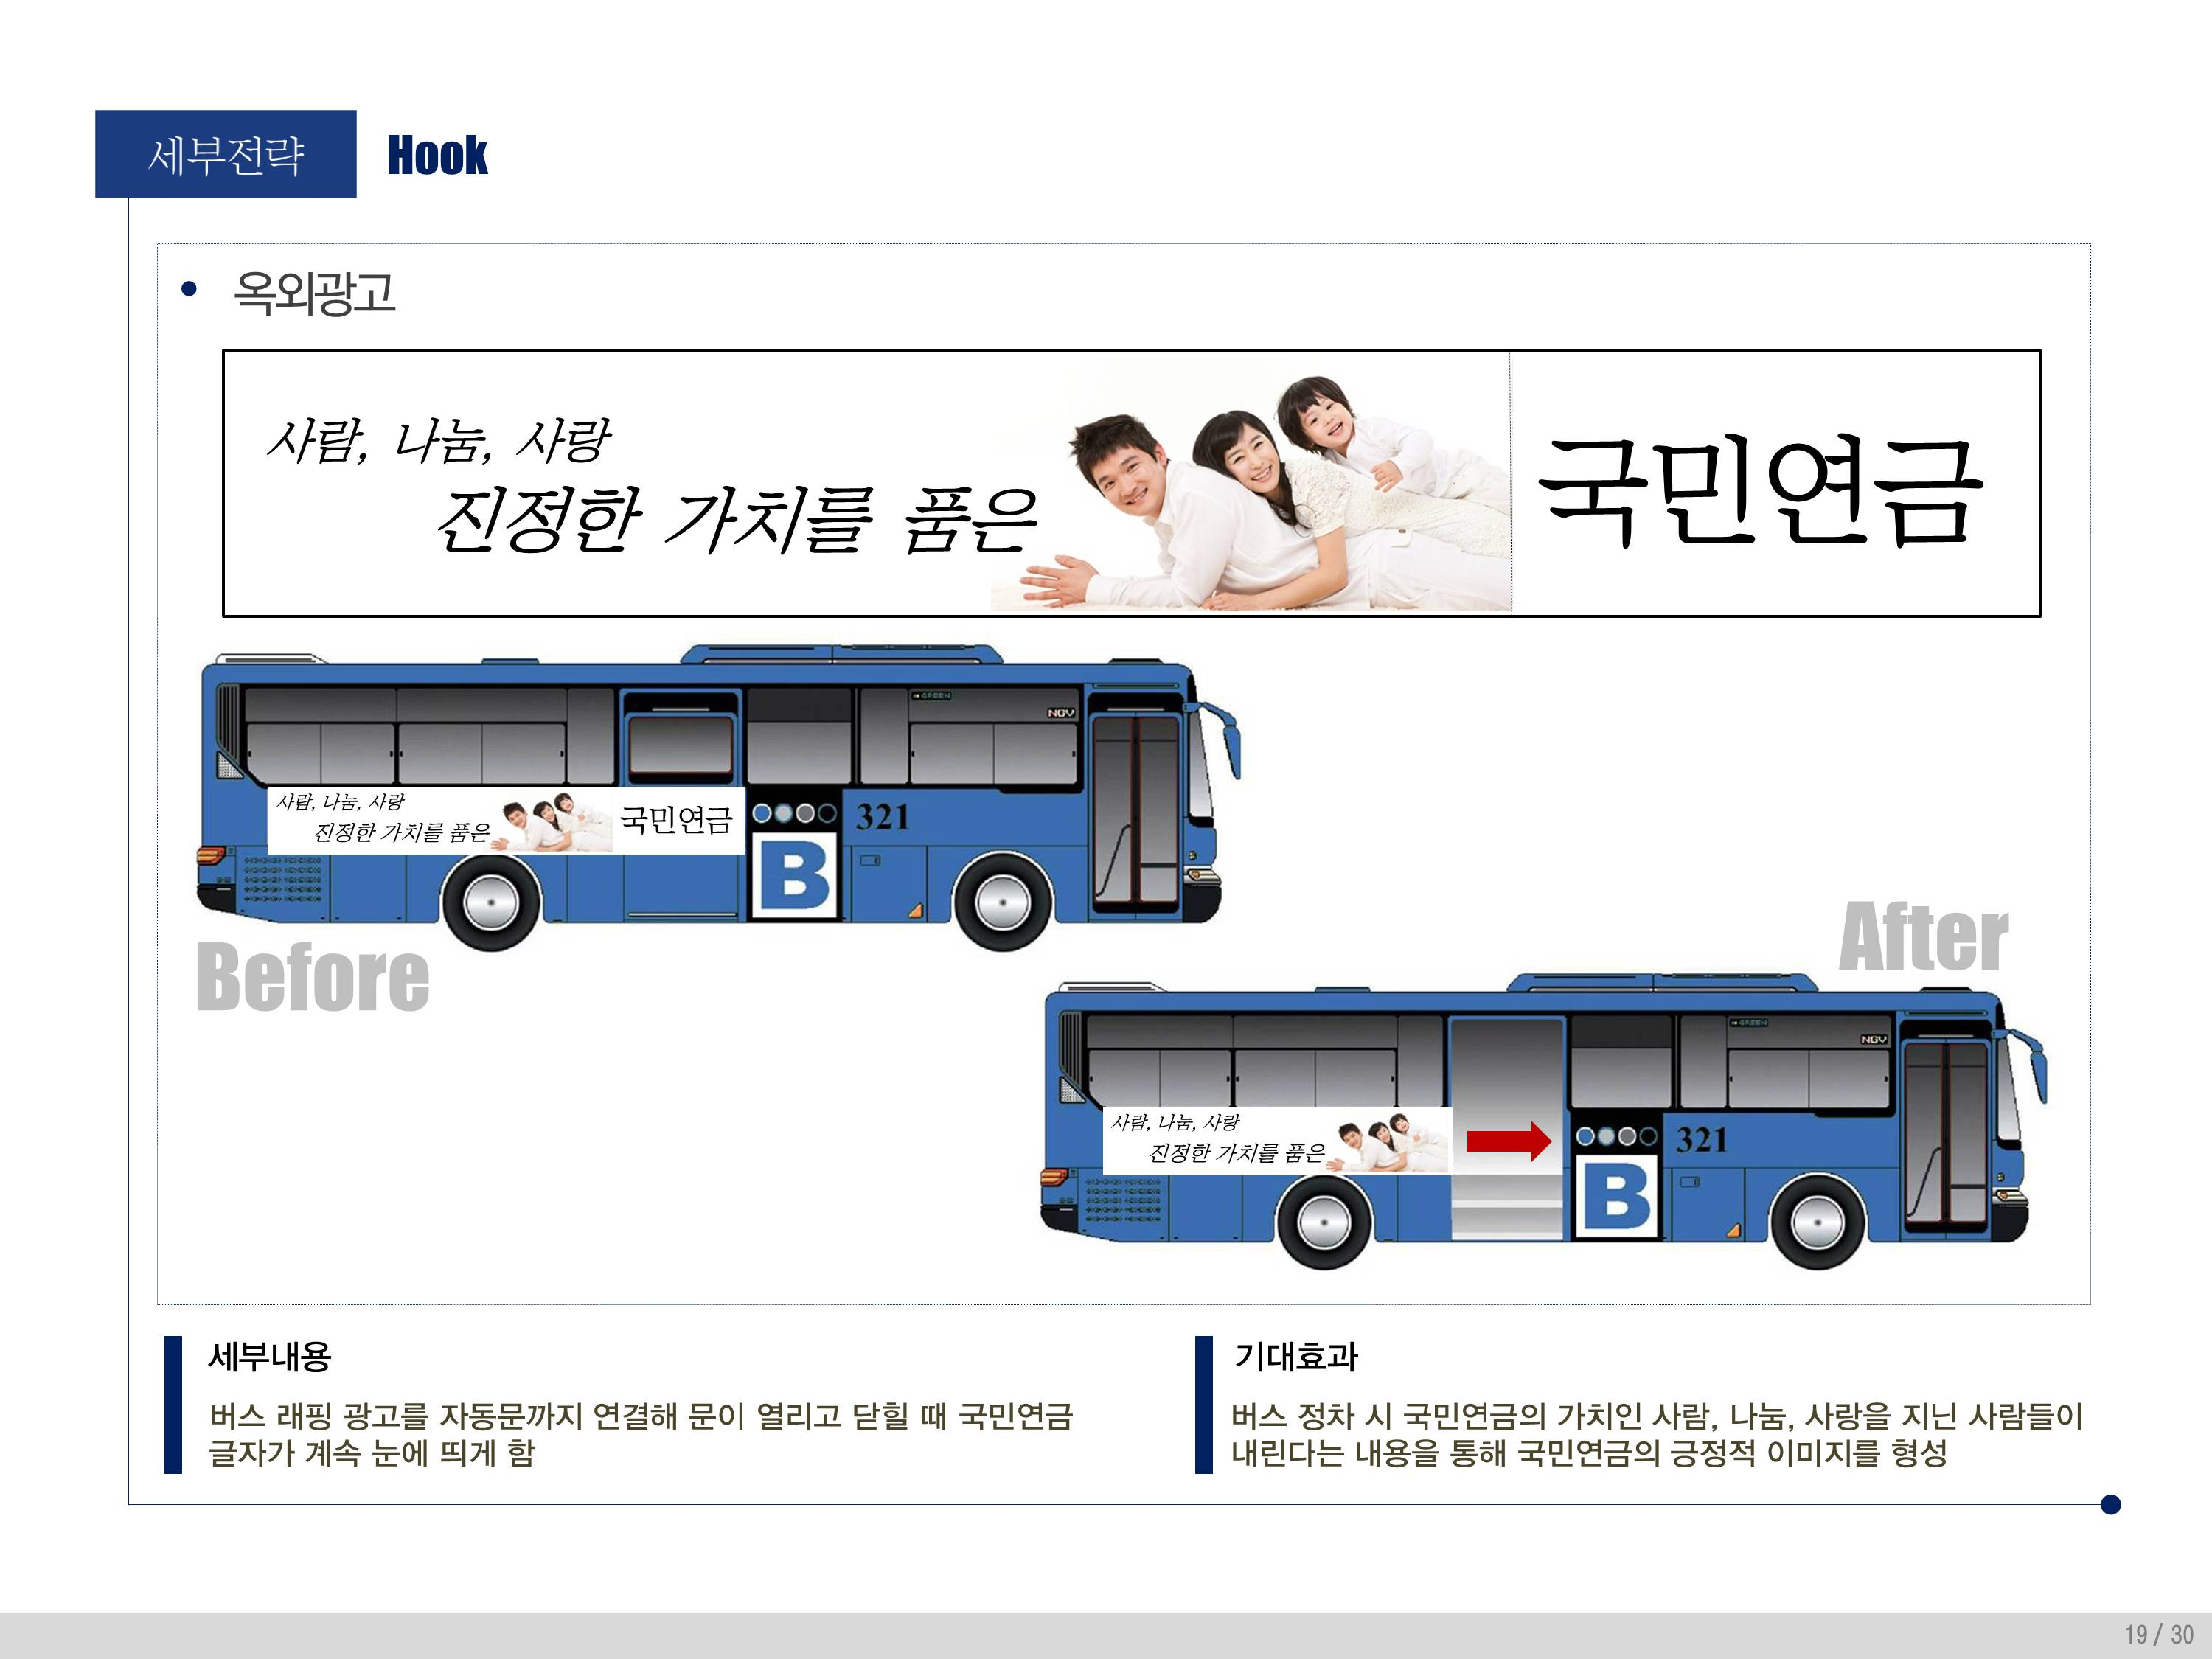 세부전략
Hook
• 옥외광고
사람, 나눔, 사랑
진정한 가치를 품은
국민연금
NGV
사람, 나눔, 사랑
진정한 가치를 품은
국민연금
321
B
Before
After
NGV
사람, 나눔, 사랑
진정한 가치를 품은
321
B
세부내용
버스 래핑 광고를 자동문까지 연결해 문이 열리고 닫힐 때 국민연금
글자가 계속 눈에 띄게 함
기대효과
버스 정차 시 국민연금의 가치인 사람, 나눔, 사랑을 지닌 사람들이
내린다는 내용을 통해 국민연금의 긍정적 이미지를 형성
19 / 30